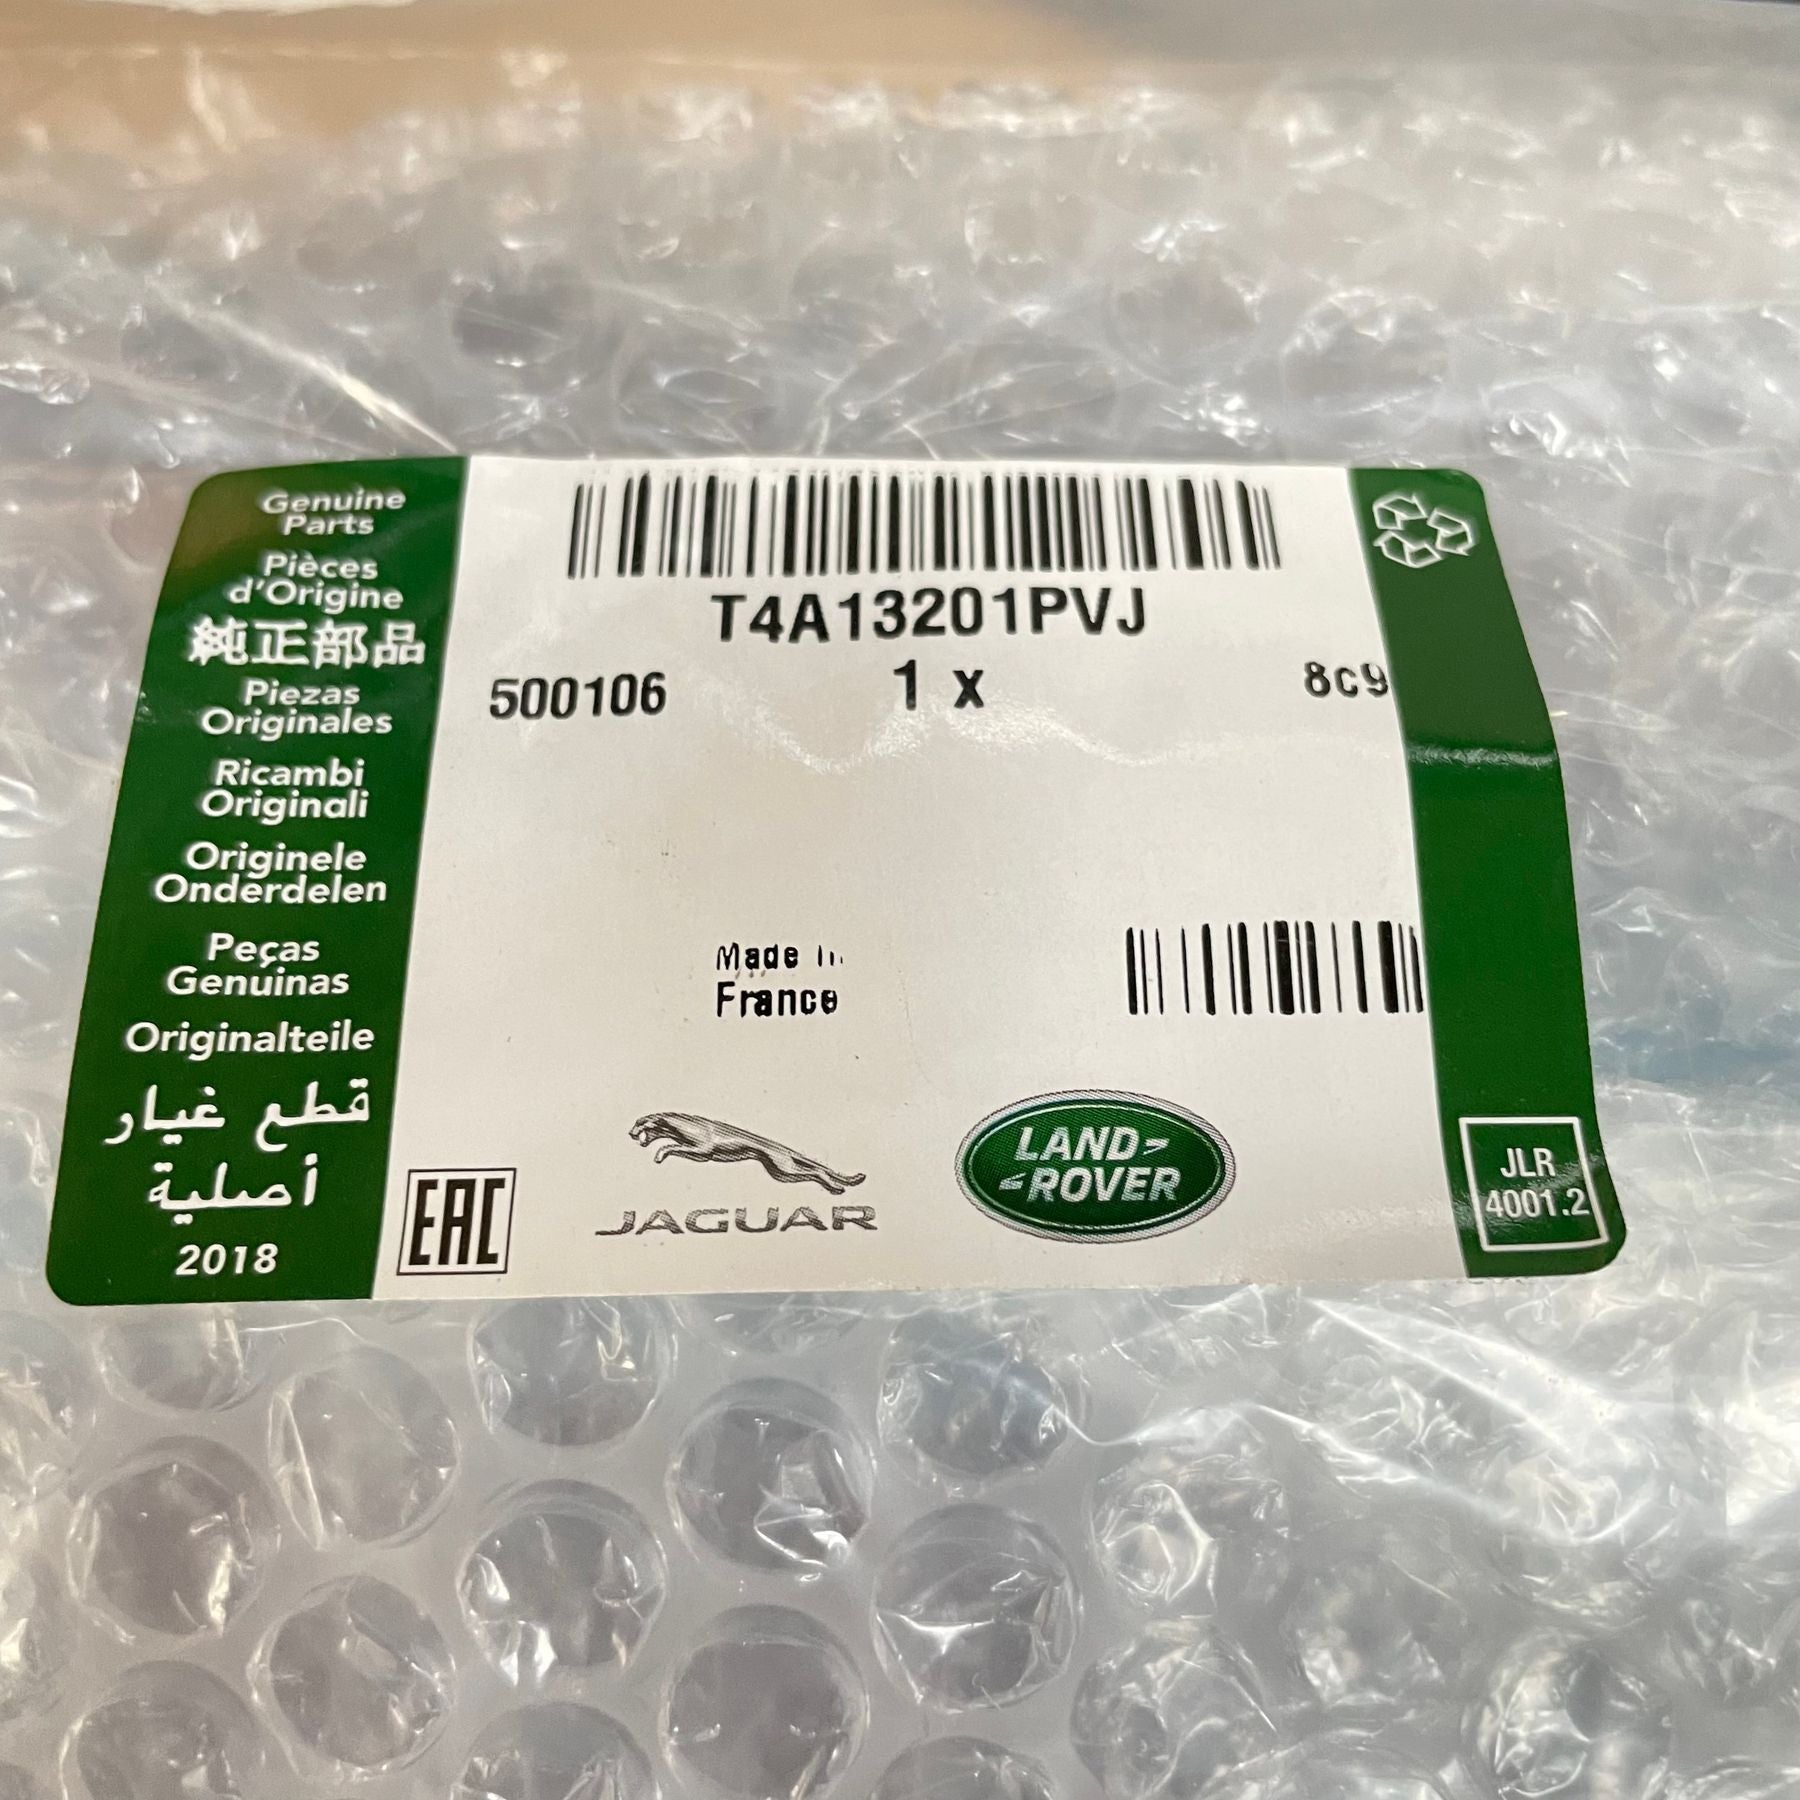 Genuine
Parts
Pièces
d'Origine
純正部品
Piezas
Originales
Ricambi
Originali
Originele
Onderdelen
Peças
Genuinas
Originalteile
قطع غيار
أصلية
2018
T4A13201PVJ
500106
1 x
8c9
Made In
France
EAC
JAGUAR
LAND
ROVER
JLR
4001.2